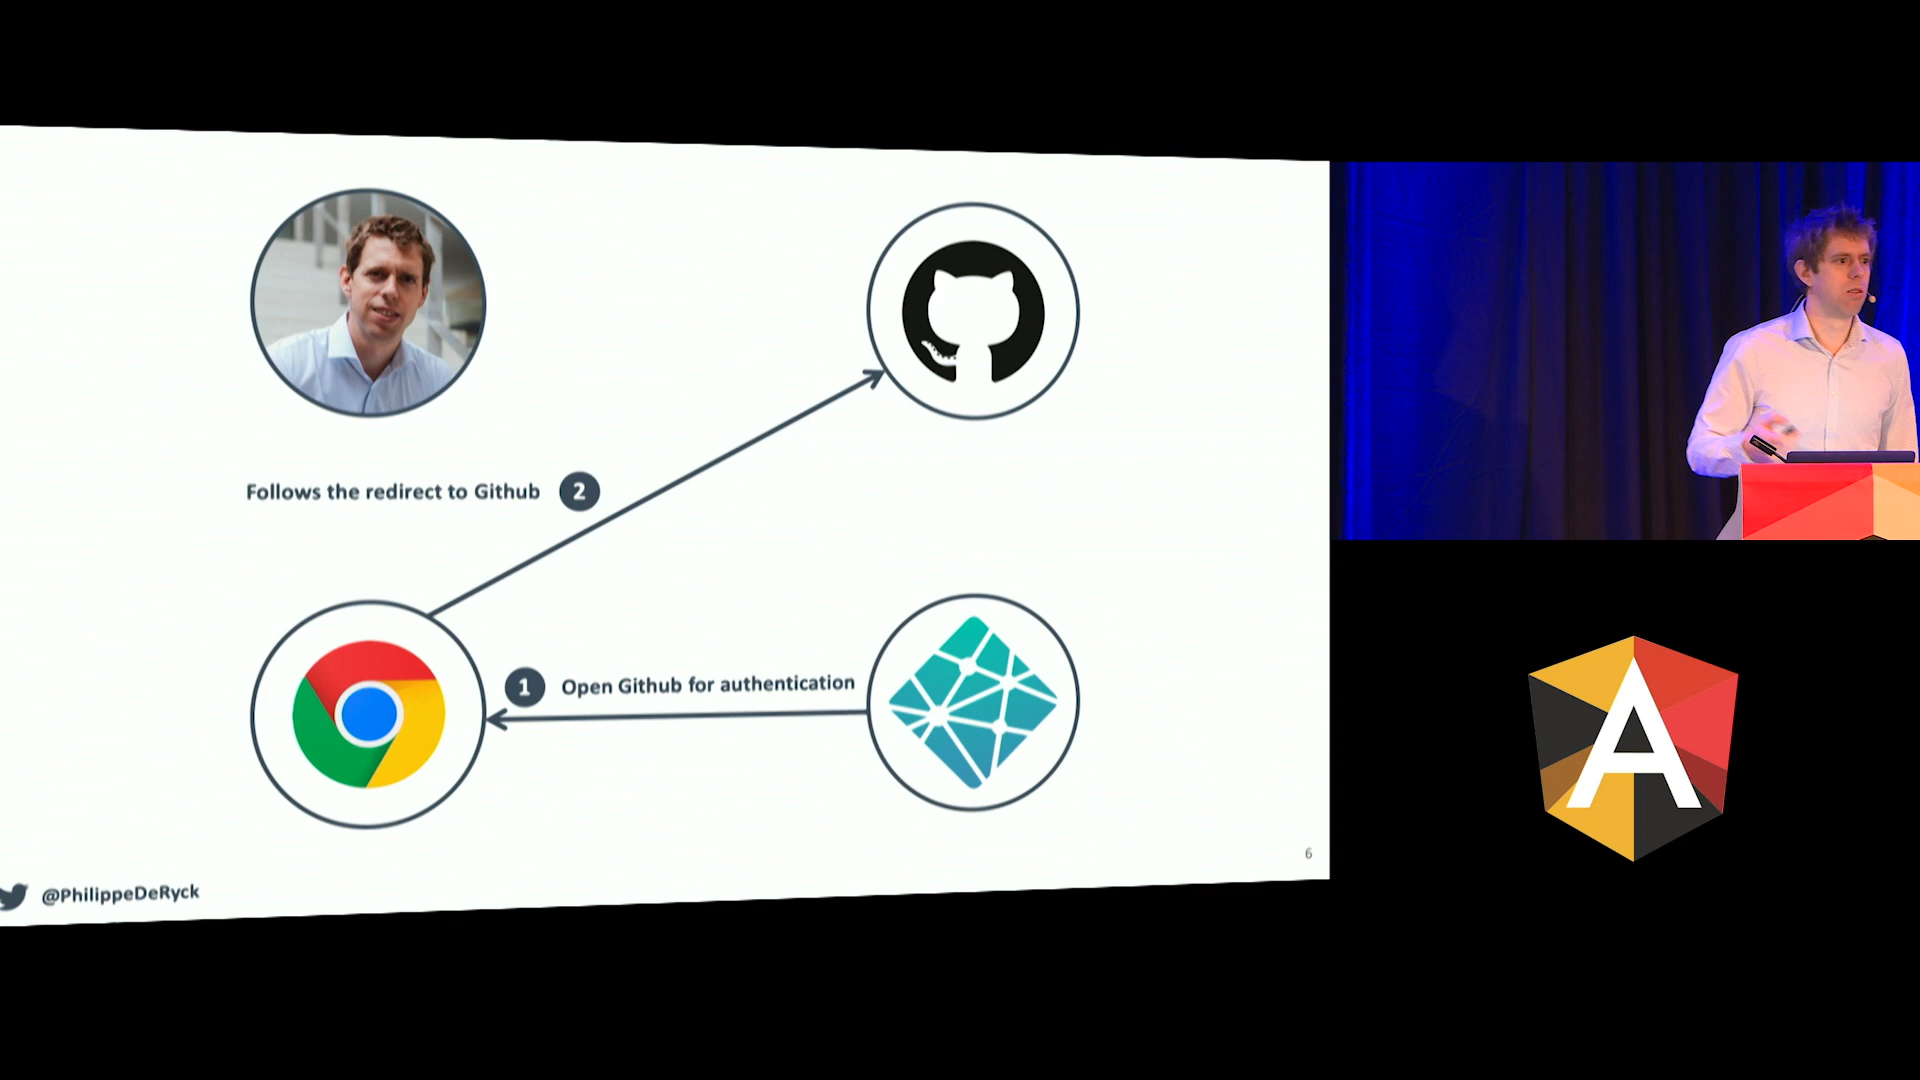 Follows the redirect to Github 2
1 Open Github for authentication
6
@PhilippeDeRyck
A